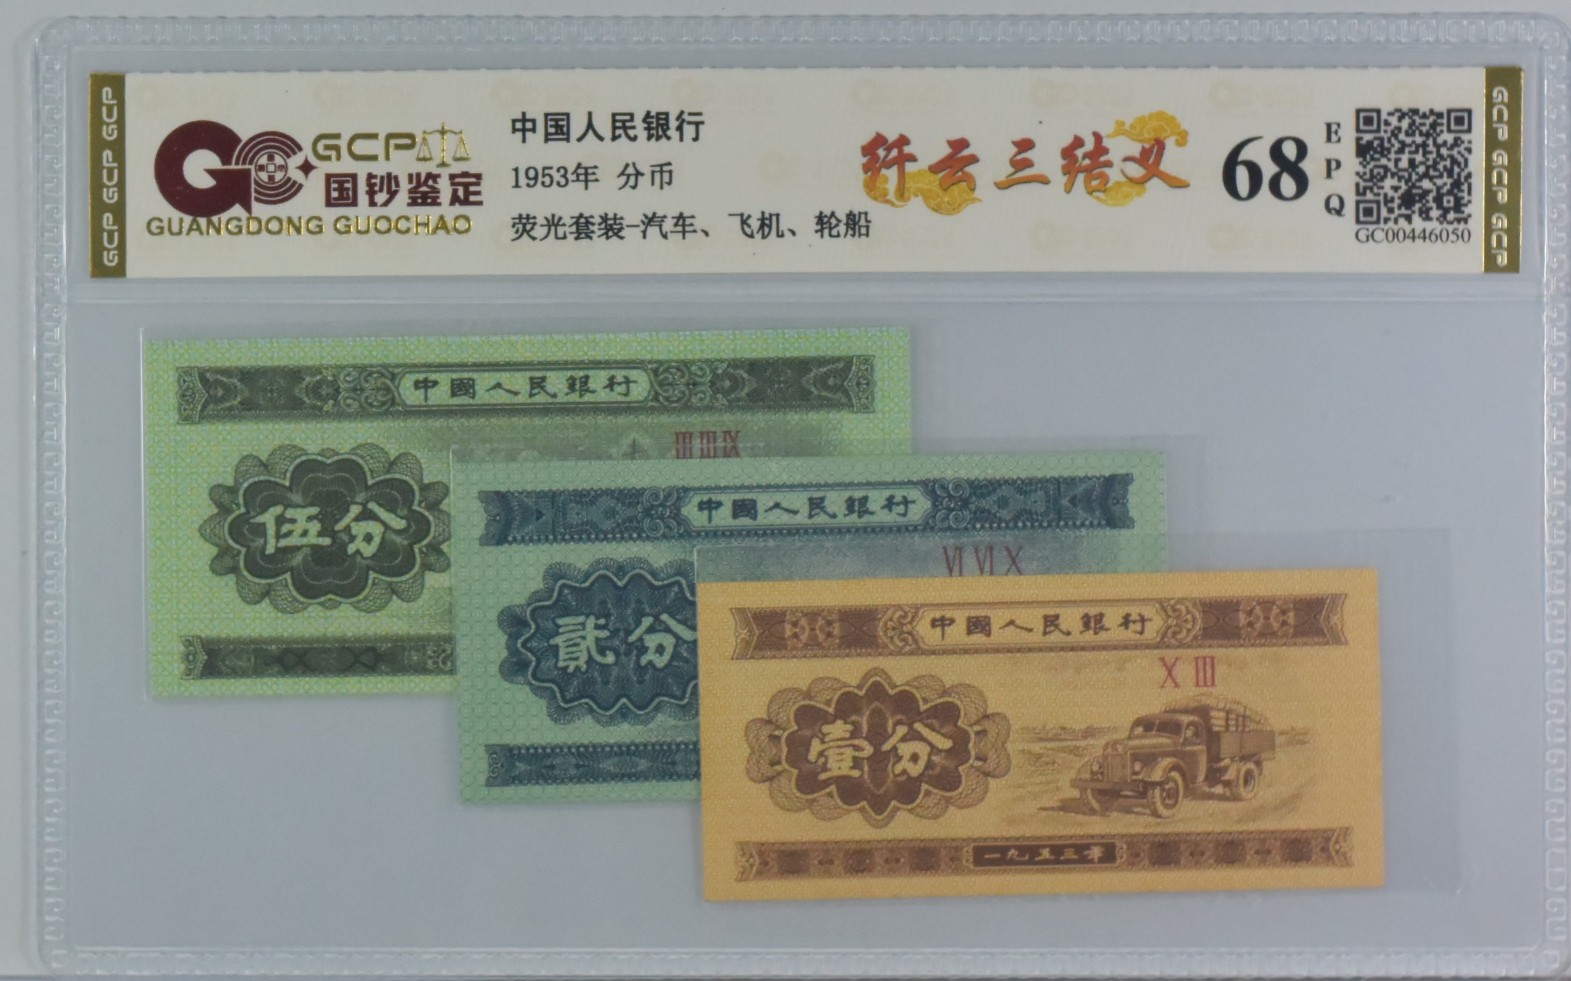 GCP GCP GCP
GCP
国钞鉴定
GUANGDONG GUOCHAO
中国人民银行
1953年 分币
荧光套装-汽车、飞机、轮船
纤云三结义
68
EPQ
GC00446050
GCP GCP GCP
中國人民銀行
III III IX
伍分
中國人民銀行
VI VI X
貳分
中國人民銀行
X III
壹分
一九五三年